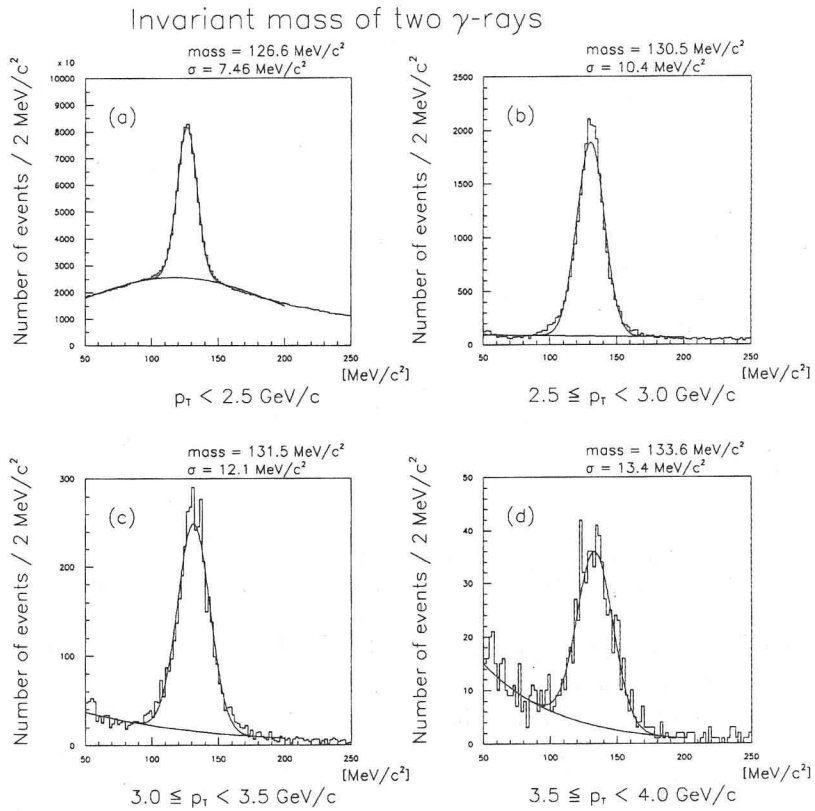 Invariant mass of two γ-rays
mass = 126.6 MeV/c²
σ = 7.46 MeV/c²
x 10
(a)
Number of events / 2 MeV/c²
10000
9000
8000
7000
6000
5000
4000
3000
2000
1000
0
50 100 150 200 250
[MeV/c²]
p_T < 2.5 GeV/c
mass = 130.5 MeV/c²
σ = 10.4 MeV/c²
(b)
Number of events / 2 MeV/c²
2500
2000
1500
1000
500
0
50 100 150 200 250
[MeV/c²]
2.5 ≦ p_T < 3.0 GeV/c
mass = 131.5 MeV/c²
σ = 12.1 MeV/c²
(c)
Number of events / 2 MeV/c²
300
200
100
0
50 100 150 200 250
[MeV/c²]
3.0 ≦ p_T < 3.5 GeV/c
mass = 133.6 MeV/c²
σ = 13.4 MeV/c²
(d)
Number of events / 2 MeV/c²
50
40
30
20
10
0
50 100 150 200 250
[MeV/c²]
3.5 ≦ p_T < 4.0 GeV/c